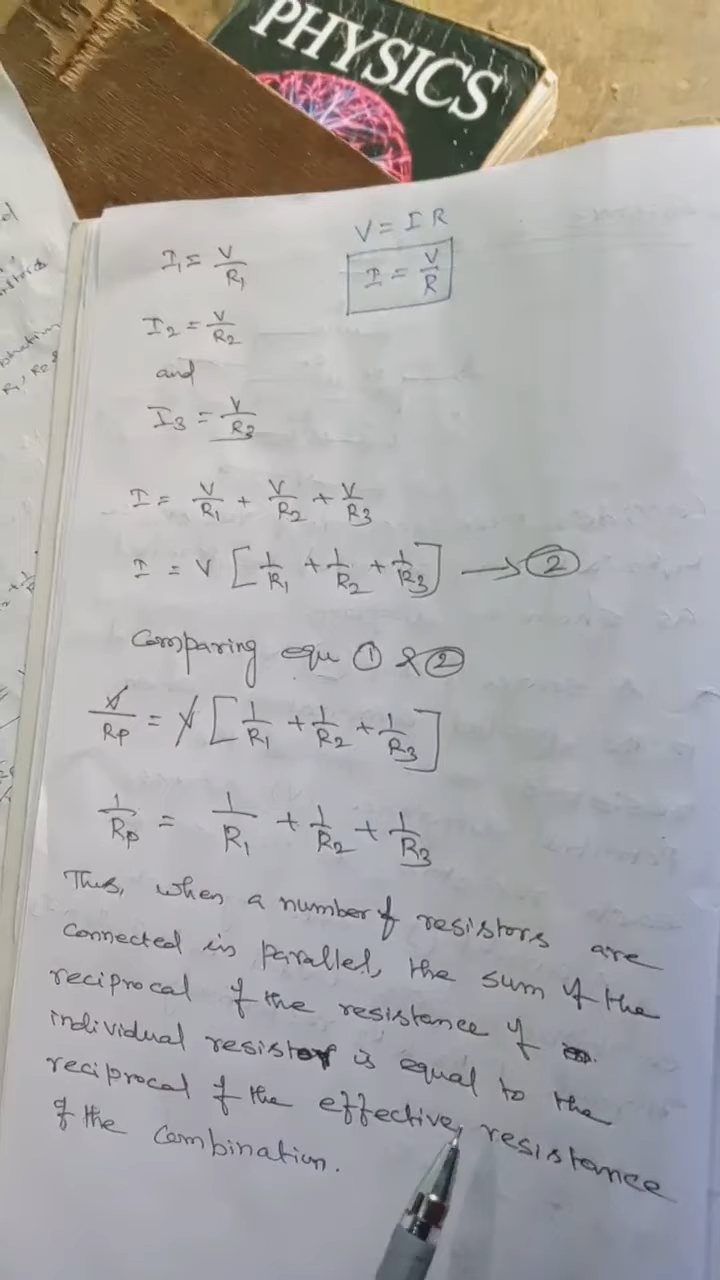 PHYSICS
V = I R
I₁ = V/R₁
I = V/R
I₂ = V/R₂
and
I₃ = V/R₃
I = V/R₁ + V/R₂ + V/R₃
I = V [1/R₁ + 1/R₂ + 1/R₃] → ②
Comparing equ ① & ②
V/Rp = V [1/R₁ + 1/R₂ + 1/R₃]
1/Rp = 1/R₁ + 1/R₂ + 1/R₃
Thus, when a number of resistors are
connected in parallel, the sum of the
reciprocal of the resistance of
individual resistor is equal to the
reciprocal of the effective resistance
of the combination.